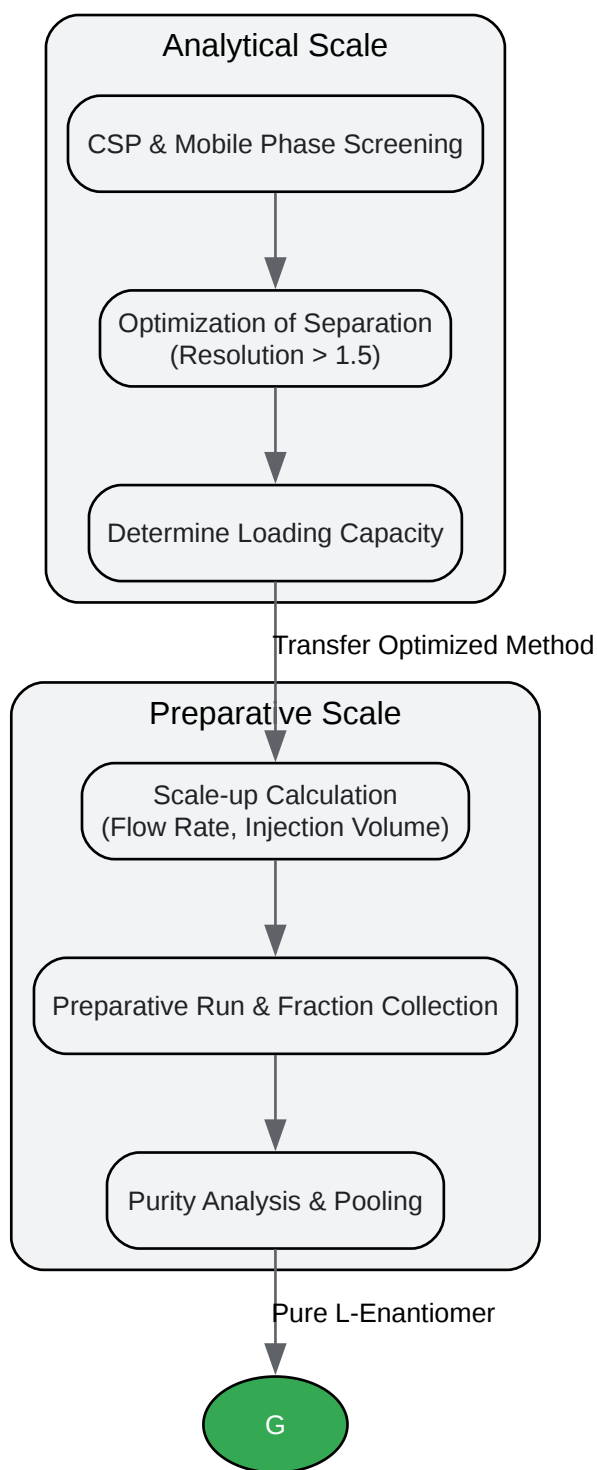 Analytical Scale
CSP & Mobile Phase Screening
Optimization of Separation
(Resolution > 1.5)
Determine Loading Capacity
Transfer Optimized Method
Preparative Scale
Scale-up Calculation
(Flow Rate, Injection Volume)
Preparative Run & Fraction Collection
Purity Analysis & Pooling
Pure L-Enantiomer
G